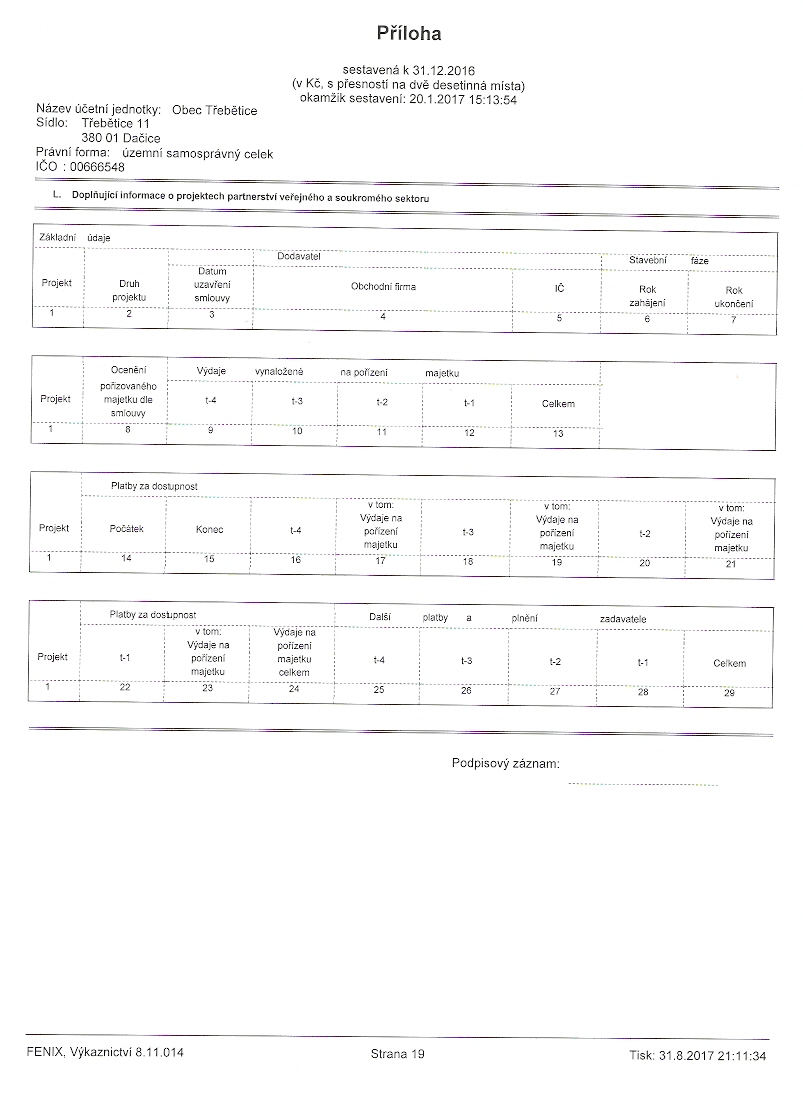 Příloha
sestavená k 31.12.2016
(v Kč, s přesností na dvě desetinná místa)
okamžik sestavení: 20.1.2017 15:13:54
Název účetní jednotky: Obec Třebětice
Sídlo: Třebětice 11
380 01 Dačice
Právní forma: územní samosprávný celek
IČO : 00666548
L. Doplňující informace o projektech partnerství veřejného a soukromého sektoru
Základní údaje
Dodavatel Stavební fáze
Projekt Druh projektu Datum uzavření smlouvy Obchodní firma IČ Rok zahájení Rok ukončení
1 2 3 4 5 6 7
Projekt Ocenění pořizovaného majetku dle smlouvy Výdaje vynaložené na pořízení majetku
t-4 t-3 t-2 t-1 Celkem
1 8 9 10 11 12 13
Platby za dostupnost
Projekt Počátek Konec t-4 v tom: Výdaje na pořízení majetku t-3 v tom: Výdaje na pořízení majetku t-2 v tom: Výdaje na pořízení majetku
1 14 15 16 17 18 19 20 21
Platby za dostupnost Další platby a plnění zadavatele
Projekt t-1 v tom: Výdaje na pořízení majetku Výdaje na pořízení majetku celkem t-4 t-3 t-2 t-1 Celkem
1 22 23 24 25 26 27 28 29
Podpisový záznam:
FENIX, Výkaznictví 8.11.014 Strana 19 Tisk: 31.8.2017 21:11:34